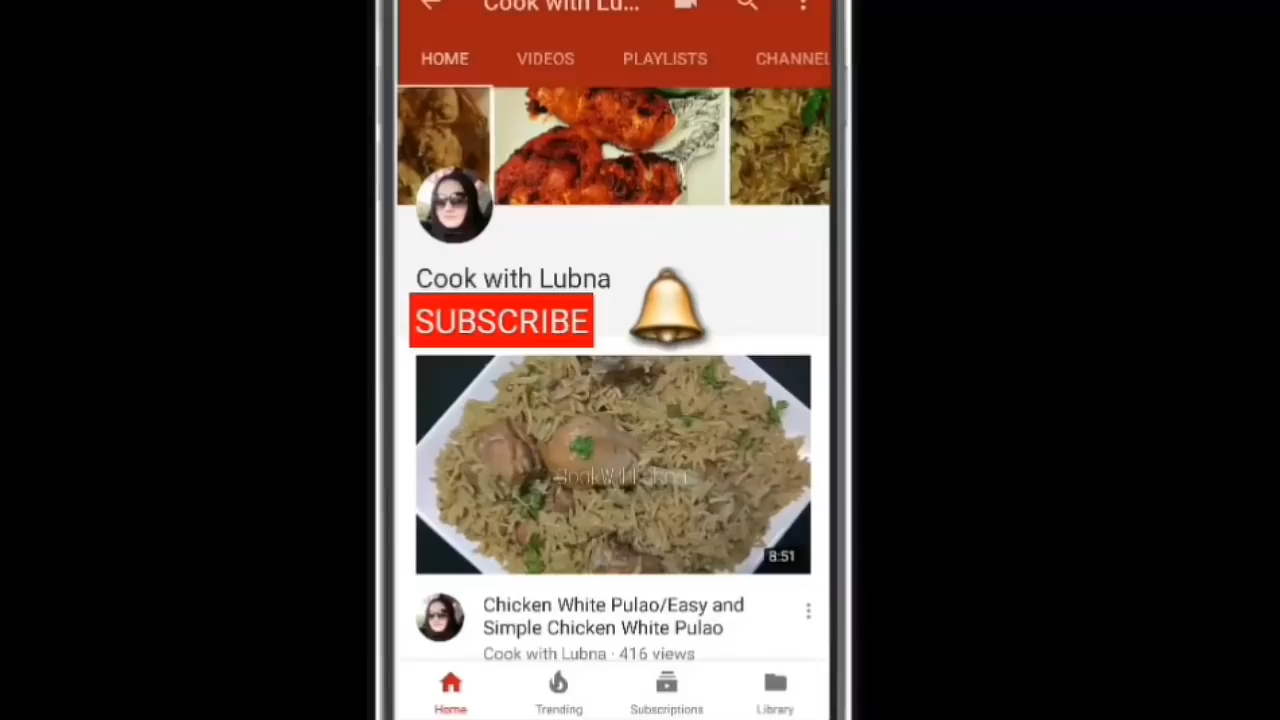 Cook with Lu...
HOME VIDEOS PLAYLISTS CHANNEL
Cook with Lubna
SUBSCRIBE
CookWithLubna
8:51
Chicken White Pulao/Easy and
Simple Chicken White Pulao
Cook with Lubna · 416 views
Home Trending Subscriptions Library